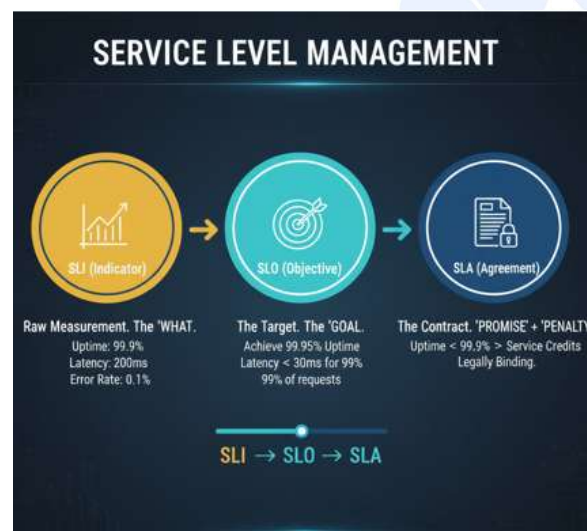 SERVICE LEVEL MANAGEMENT
SLI (Indicator)
SLO (Objective)
SLA (Agreement)
Raw Measurement. The 'WHAT.
Uptime: 99.9%
Latency: 200ms
Error Rate: 0.1%
The Target. The 'GOAL.
Achieve 99.95% Uptime
Latency < 30ms for 99%
99% of requests
The Contract. 'PROMISE' + 'PENALTY
Uptime < 99.9% > Service Credits
Legally Binding.
SLI → SLO → SLA